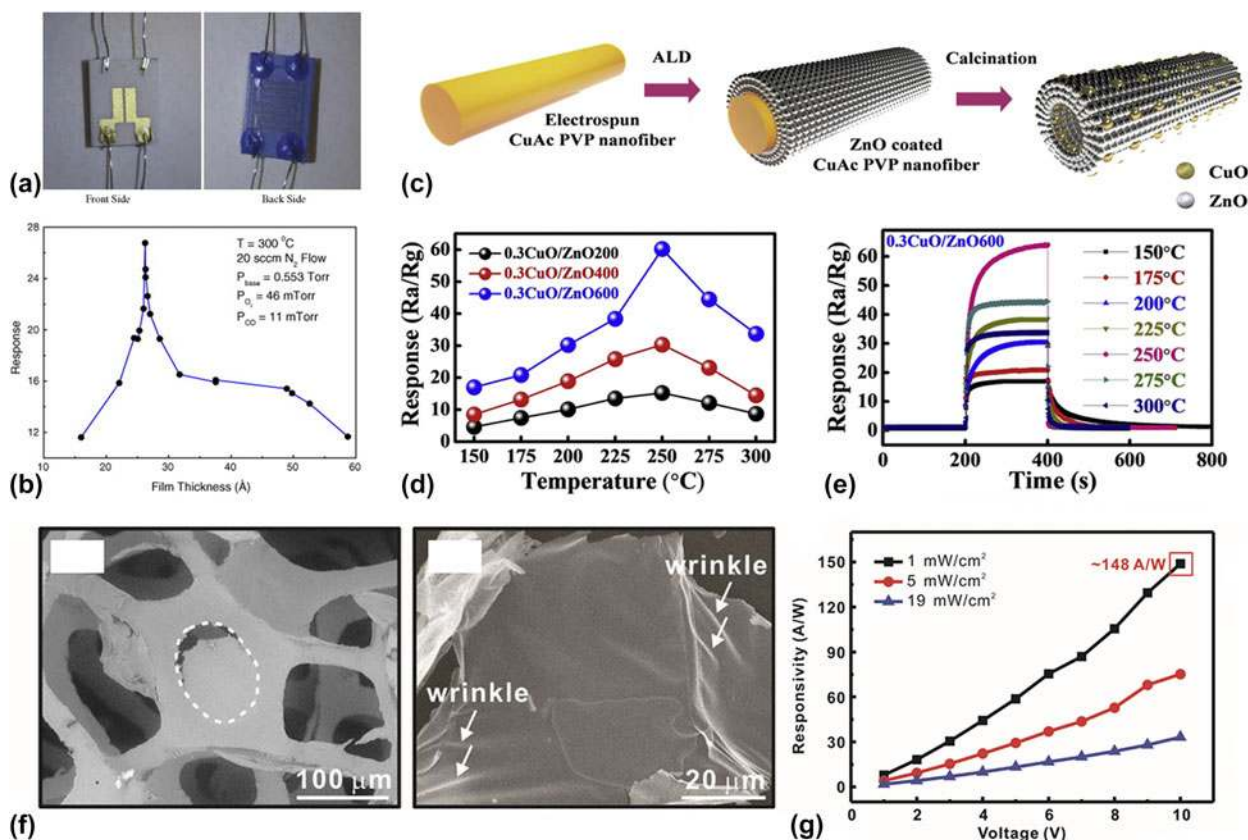 (a)
Front Side
Back Side
(c)
ALD
Calcination
Electrospun
CuAc PVP nanofiber
ZnO coated
CuAc PVP nanofiber
CuO
ZnO
(b)
Response
28
24
20
16
12
10 20 30 40 50 60
Film Thickness (Å)
T = 300 °C
20 sccm N₂ Flow
P_base = 0.553 Torr
P_O₂ = 46 mTorr
P_CO = 11 mTorr
(d)
Response (Ra/Rg)
80
70
60
50
40
30
20
10
0
0.3CuO/ZnO200
0.3CuO/ZnO400
0.3CuO/ZnO600
150 175 200 225 250 275 300
Temperature (°C)
(e)
Response (Ra/Rg)
70
60
50
40
30
20
10
0
0.3CuO/ZnO600
150°C
175°C
200°C
225°C
250°C
275°C
300°C
0 200 400 600 800
Time (s)
(f)
100 μm
wrinkle
wrinkle
20 μm
(g)
Responsivity (A/W)
150
120
90
60
30
0
1 mW/cm²
5 mW/cm²
19 mW/cm²
~148 A/W
0 2 4 6 8 10
Voltage (V)